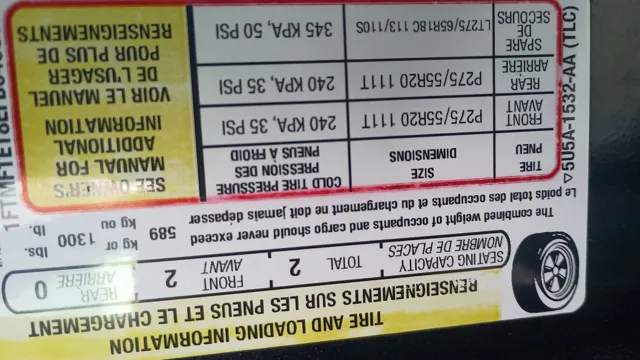 TIRE AND LOADING INFORMATION
RENSEIGNEMENTS SUR LES PNEUS ET LE CHARGEMENT
SEATING CAPACITY
NOMBRE DE PLACES
TOTAL 2
FRONT
AVANT
2
REAR
ARRIÈRE
0
The combined weight of occupants and cargo should never exceed
Le poids total des occupants et du chargement ne doit jamais dépasser
589 kg or 1300 lbs.
kg ou lb.
TIRE
PNEU
SIZE
DIMENSIONS
COLD TIRE PRESSURE
PRESSION DES
PNEUS À FROID
FRONT
AVANT
P275/55R20 111T
240 KPA, 35 PSI
REAR
ARRIÈRE
P275/55R20 111T
240 KPA, 35 PSI
SPARE
DE
SECOURS
LT275/65R18C 113/110S
345 KPA, 50 PSI
SEE OWNER'S
MANUAL FOR
ADDITIONAL
INFORMATION
VOIR LE MANUEL
DE L'USAGER
POUR PLUS DE
RENSEIGNEMENTS
▽5U5A-1532-AA (TLC)